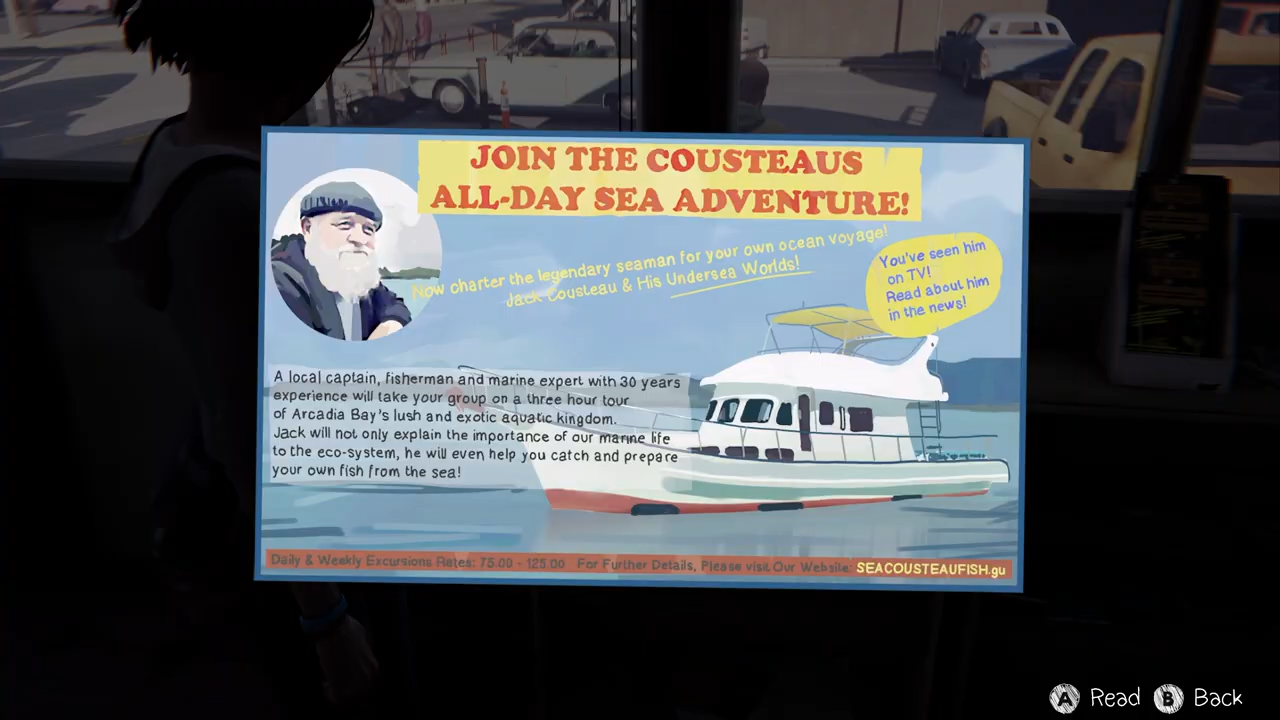 JOIN THE COUSTEAUS
ALL-DAY SEA ADVENTURE!
Now charter the legendary seaman for your own ocean voyage!
Jack Cousteau & His Undersea Worlds!
You've seen him
on TV!
Read about him
in the news!
A local captain, fisherman and marine expert with 30 years
experience will take your group on a three hour tour
of Arcadia Bay's lush and exotic aquatic kingdom.
Jack will not only explain the importance of our marine life
to the eco-system, he will even help you catch and prepare
your own fish from the sea!
Daily & Weekly Excursions Rates: 75.00 - 125.00 For Further Details, Please visit Our Website: SEACOUSTEAUFISH.gu
A Read B Back